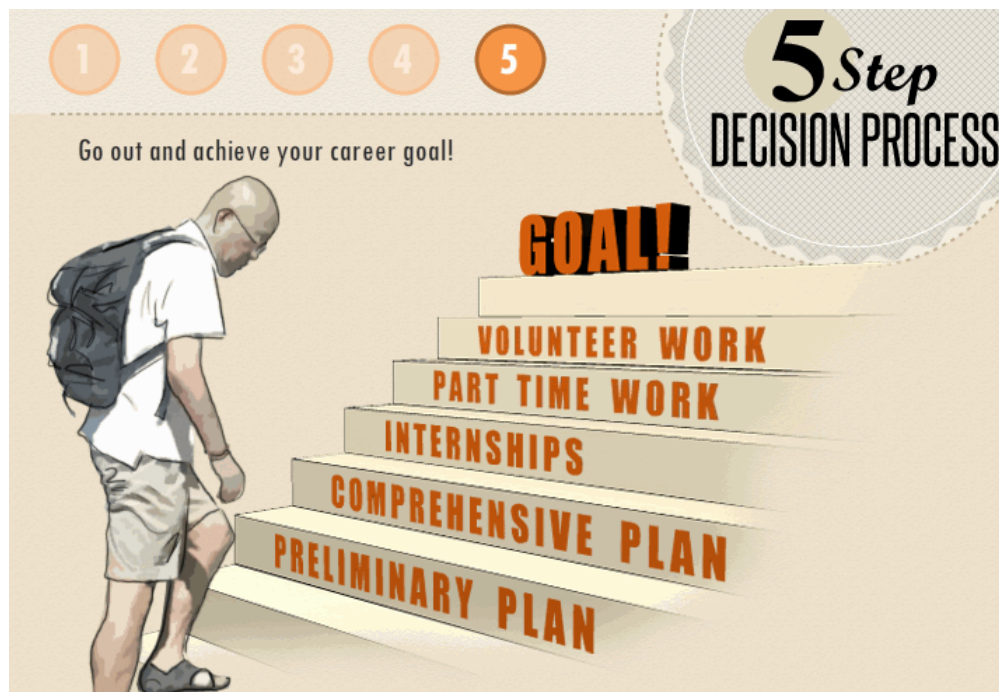 1 2 3 4 5
5 Step
DECISION PROCESS
Go out and achieve your career goal!
GOAL!
VOLUNTEER WORK
PART TIME WORK
INTERNSHIPS
COMPREHENSIVE PLAN
PRELIMINARY PLAN